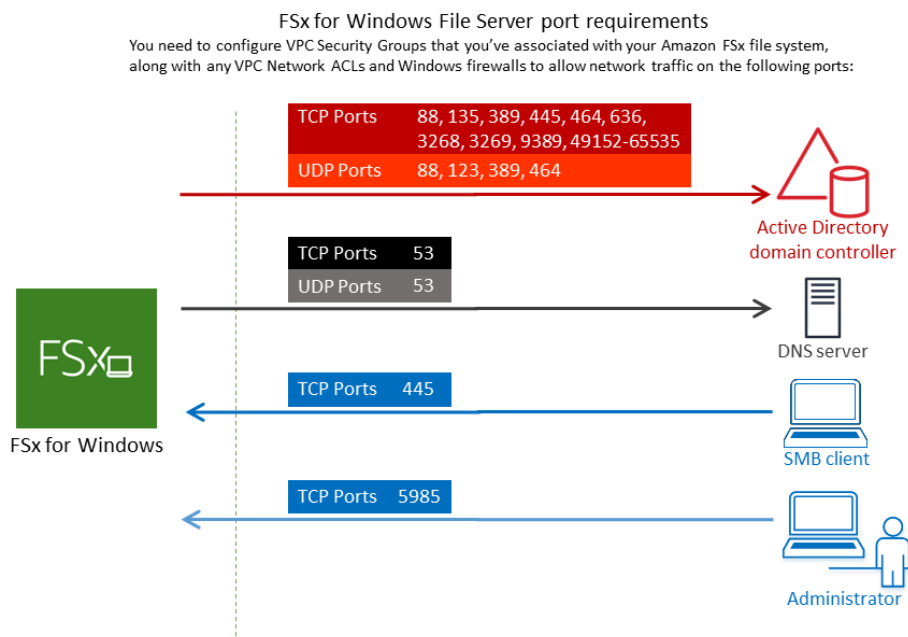 FSx for Windows File Server port requirements
You need to configure VPC Security Groups that you've associated with your Amazon FSx file system,
along with any VPC Network ACLs and Windows firewalls to allow network traffic on the following ports:
TCP Ports 88, 135, 389, 445, 464, 636,
3268, 3269, 9389, 49152-65535
UDP Ports 88, 123, 389, 464
Active Directory
domain controller
TCP Ports 53
UDP Ports 53
DNS server
FSx
FSx for Windows
TCP Ports 445
SMB client
TCP Ports 5985
Administrator